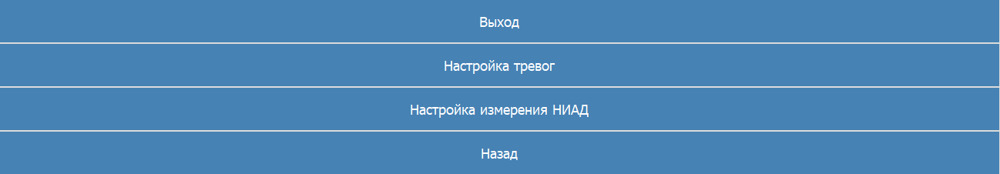 Выход
Настройка тревог
Настройка измерения НИАД
Назад